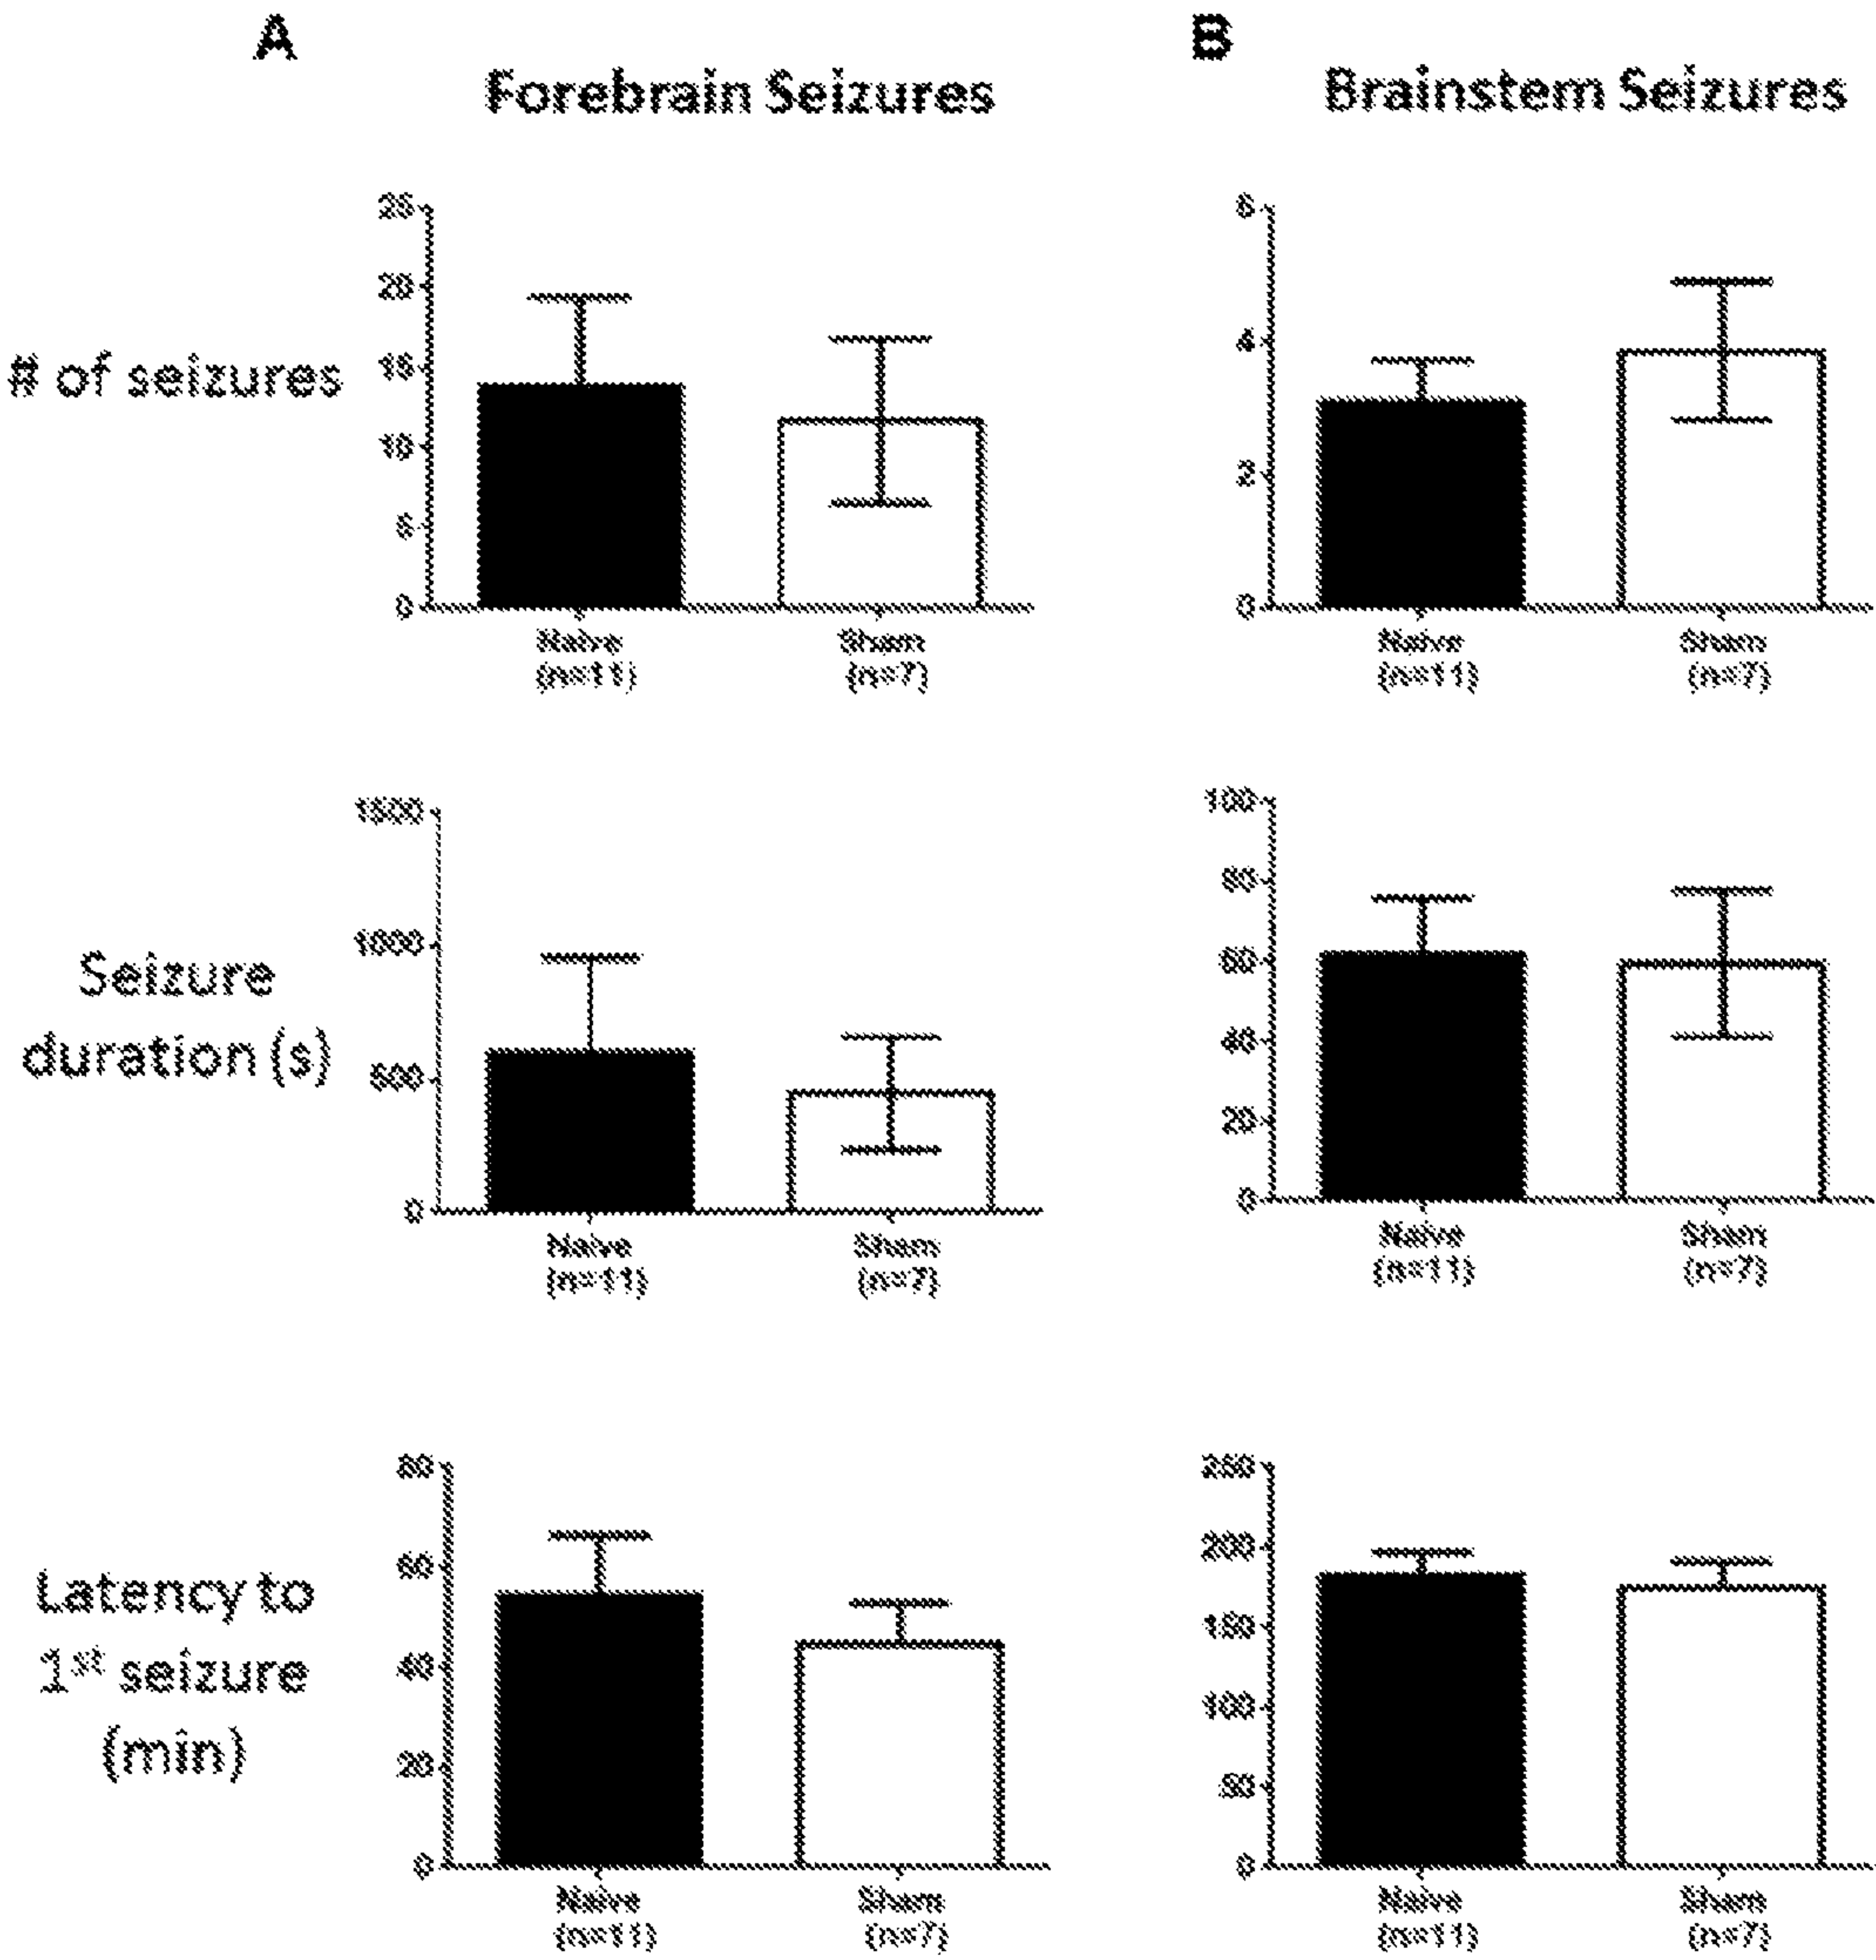 A
B
Forebrain Seizures
Brainstem Seizures
# of seizures
25
20
15
10
5
0
Naive
(n=11)
Sham
(n=7)
6
4
2
0
Naive
(n=11)
Sham
(n=7)
Seizure
duration (s)
1500
1000
500
0
Naive
(n=11)
Sham
(n=7)
100
80
60
40
20
0
Naive
(n=11)
Sham
(n=7)
Latency to
1st seizure
(min)
80
60
40
20
0
Naive
(n=11)
Sham
(n=7)
250
200
150
100
50
0
Naive
(n=11)
Sham
(n=7)